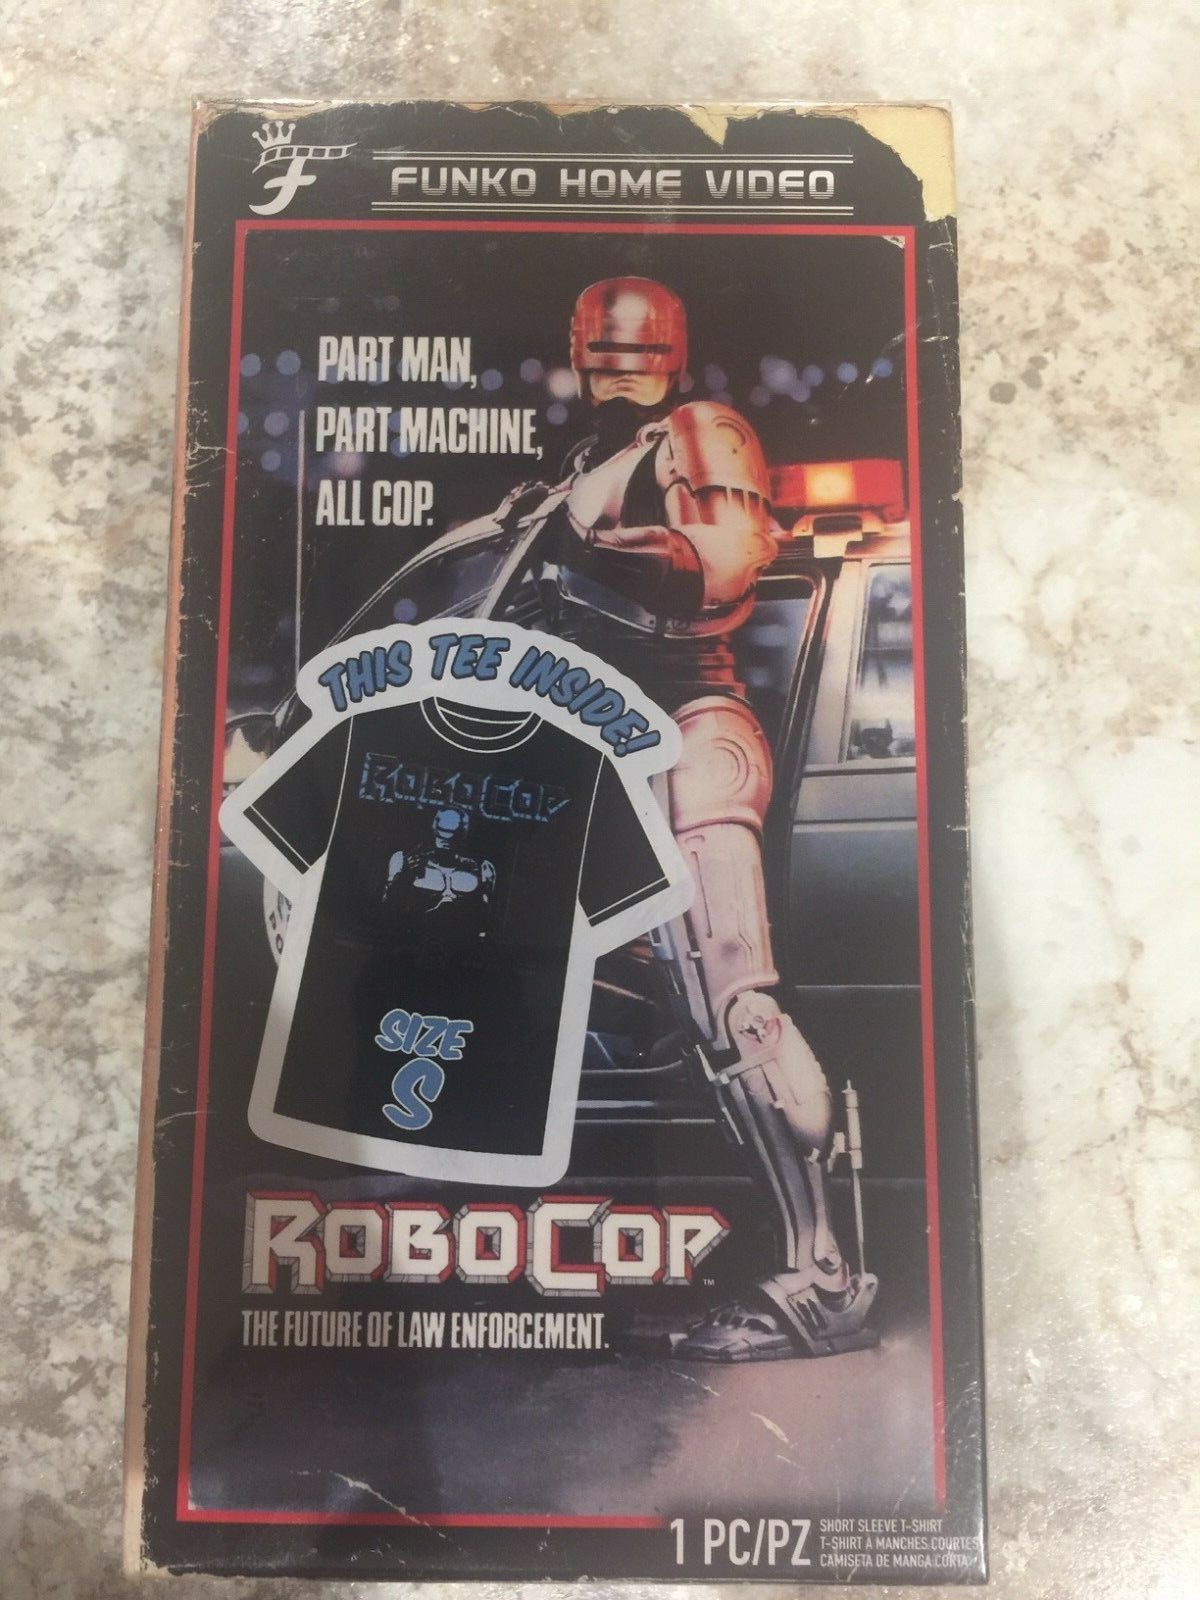 FUNKO HOME VIDEO
PART MAN,
PART MACHINE,
ALL COP.
THIS TEE INSIDE!
ROBOCOP
SIZE
S
ROBOCOP™
THE FUTURE OF LAW ENFORCEMENT.
1 PC/PZ
SHORT SLEEVE T-SHIRT
T-SHIRT À MANCHES COURTES
CAMISETA DE MANGA CORTA